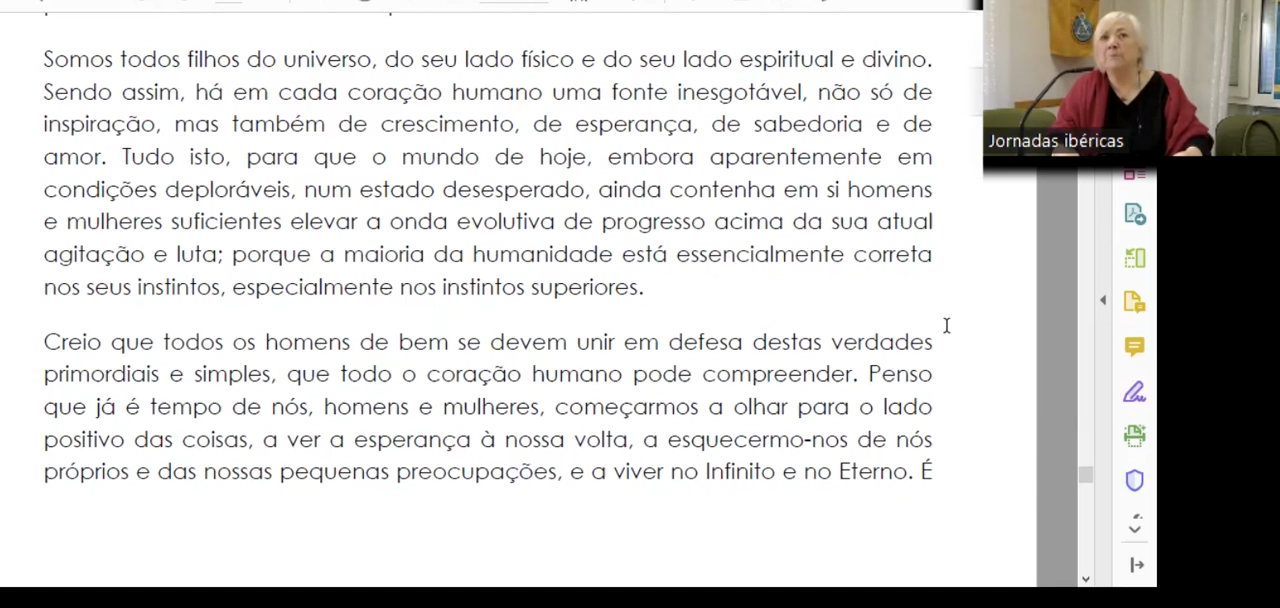 Somos todos filhos do universo, do seu lado físico e do seu lado espiritual e divino.
Sendo assim, há em cada coração humano uma fonte inesgotável, não só de
inspiração, mas também de crescimento, de esperança, de sabedoria e de
amor. Tudo isto, para que o mundo de hoje, embora aparentemente em
condições deploráveis, num estado desesperado, ainda contenha em si homens
e mulheres suficientes elevar a onda evolutiva de progresso acima da sua atual
agitação e luta; porque a maioria da humanidade está essencialmente correta
nos seus instintos, especialmente nos instintos superiores.
Creio que todos os homens de bem se devem unir em defesa destas verdades
primordiais e simples, que todo o coração humano pode compreender. Penso
que já é tempo de nós, homens e mulheres, começarmos a olhar para o lado
positivo das coisas, a ver a esperança à nossa volta, a esquecermo-nos de nós
próprios e das nossas pequenas preocupações, e a viver no Infinito e no Eterno. É
Jornadas ibéricas